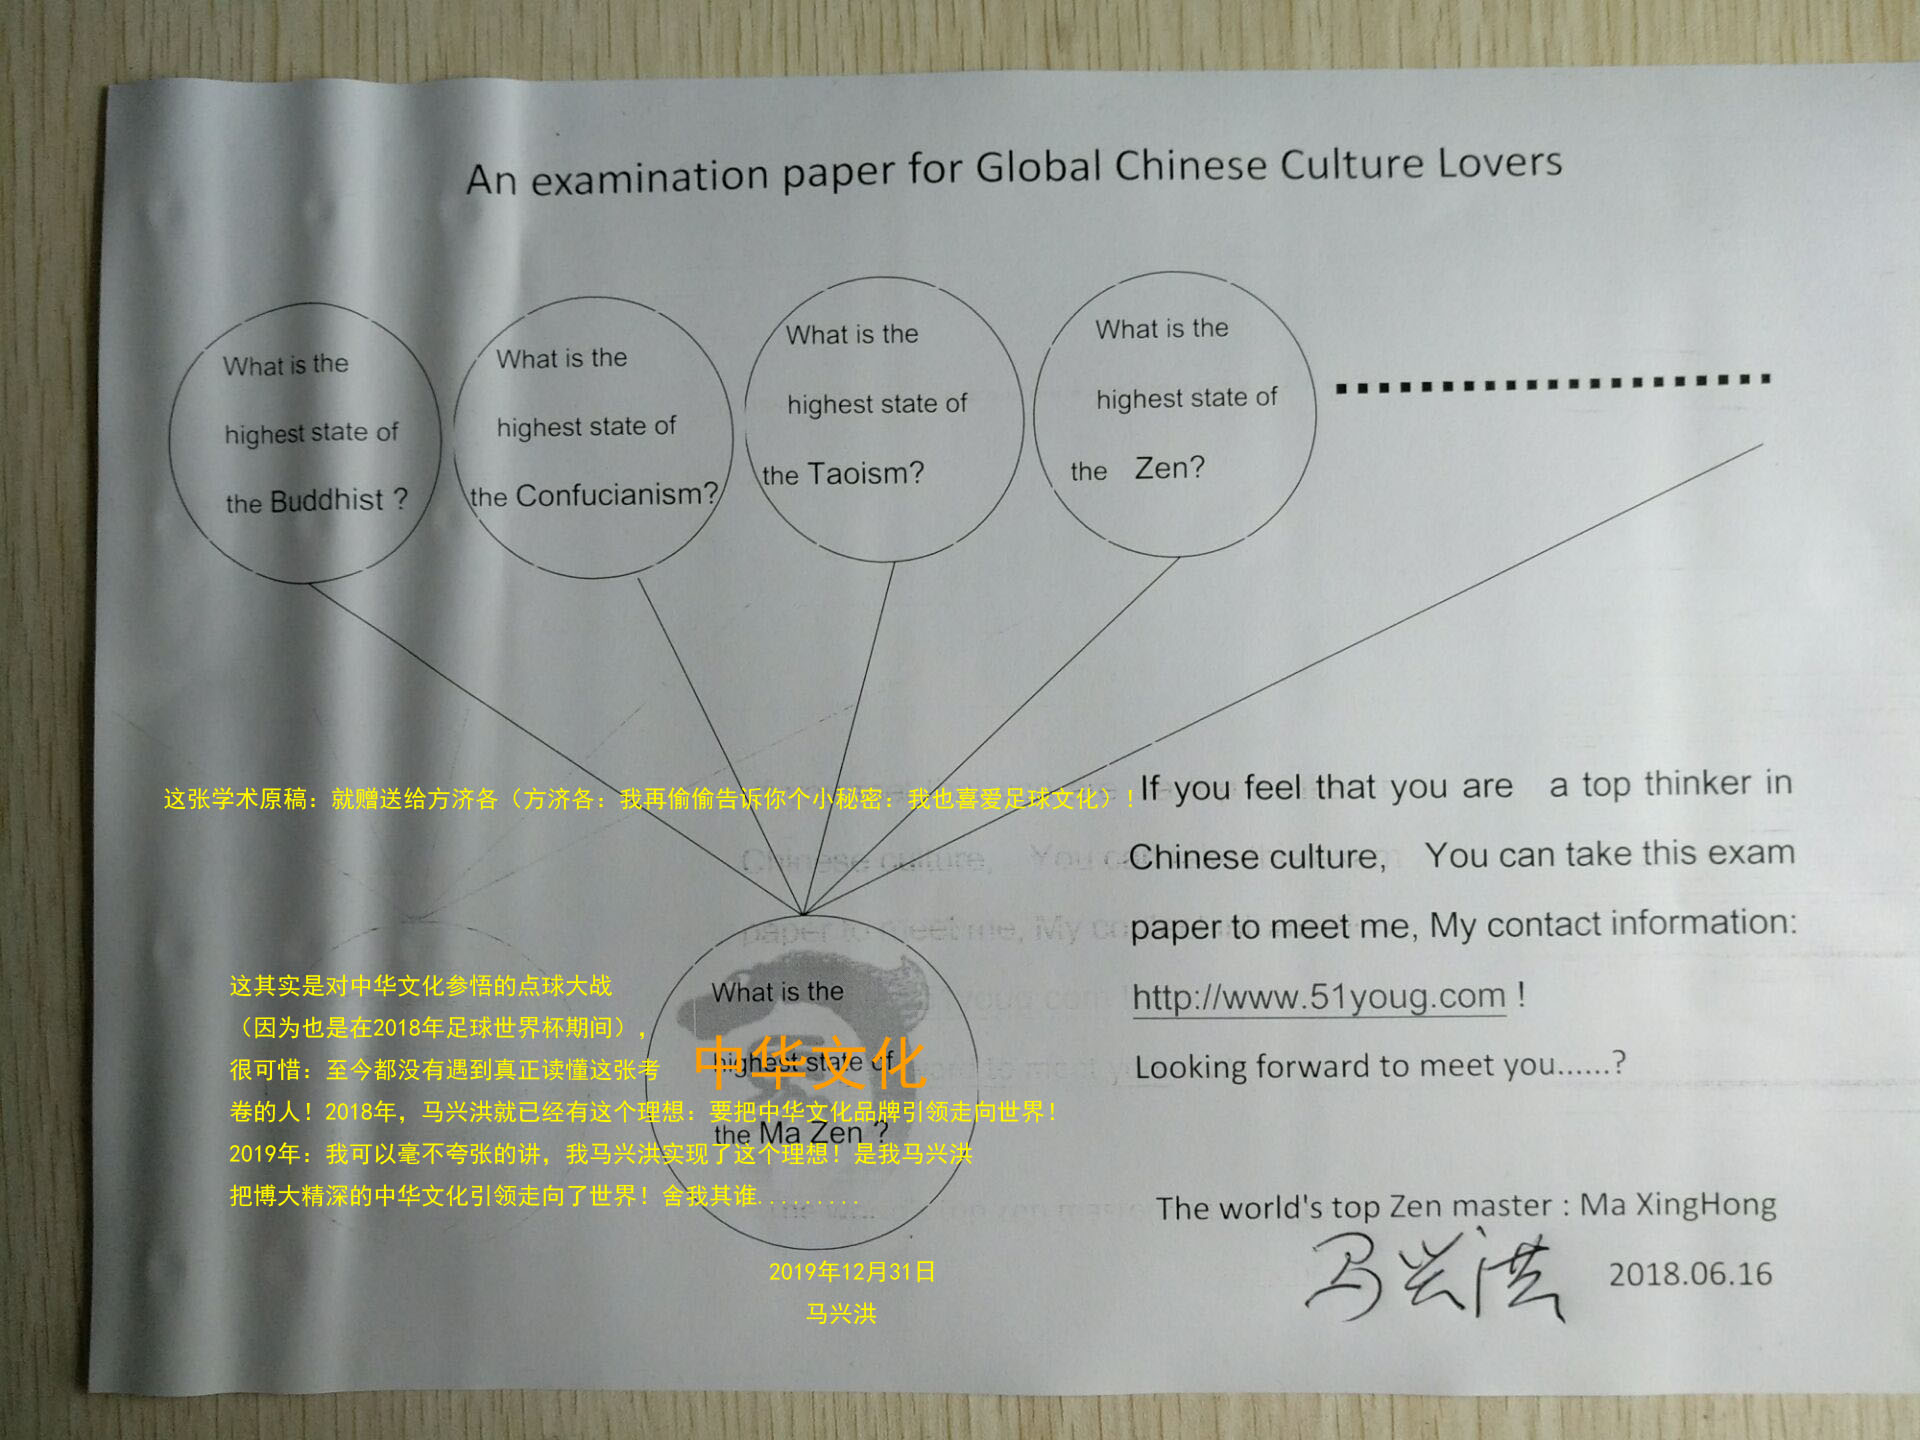 An examination paper for Global Chinese Culture Lovers
What is the
highest state of
the Buddhist ?
What is the
highest state of
the Confucianism?
What is the
highest state of
the Taoism?
What is the
highest state of
the Zen?
这张学术原稿：就赠送给方济各（方济各：我再偷偷告诉你个小秘密：我也喜爱足球文化）！
If you feel that you are a top thinker in
Chinese culture, You can take this exam
paper to meet me, My contact information:
http://www.51youg.com !
Looking forward to meet you......?
这其实是对中华文化参悟的点球大战
（因为也是在2018年足球世界杯期间），
很可惜：至今都没有遇到真正读懂这张考
卷的人！2018年，马兴洪就已经有这个理想：要把中华文化品牌引领走向世界！
2019年：我可以毫不夸张的讲，我马兴洪实现了这个理想！是我马兴洪
把博大精深的中华文化引领走向了世界！舍我其谁.........
What is the
highest state of
the Ma Zen ?
中华文化
2019年12月31日
马兴洪
The world's top Zen master : Ma XingHong
马兴洪 2018.06.16